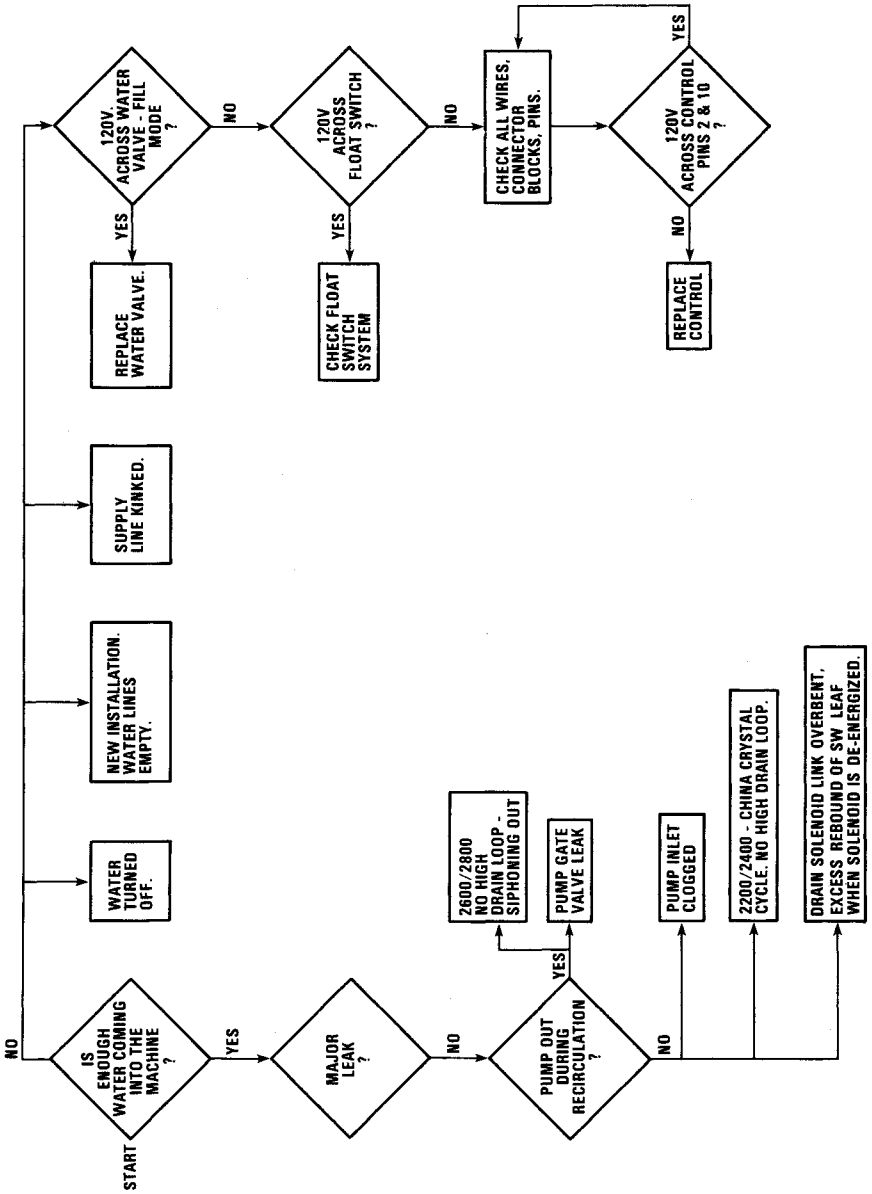 START
IS
ENOUGH
WATER COMING
INTO THE
MACHINE
?
NO
YES
WATER
TURNED
OFF.
NEW INSTALLATION.
WATER LINES
EMPTY.
SUPPLY
LINE KINKED.
120V.
ACROSS WATER
VALVE - FILL
MODE
?
YES
REPLACE
WATER VALVE.
NO
120V
ACROSS
FLOAT SWITCH
?
YES
CHECK FLOAT
SWITCH
SYSTEM
NO
CHECK ALL WIRES,
CONNECTOR
BLOCKS, PINS.
120V
ACROSS CONTROL
PINS 2 & 10
?
YES
NO
REPLACE
CONTROL
MAJOR
LEAK
?
NO
PUMP OUT
DURING
RECIRCULATION
?
YES
2600/2800
NO HIGH
DRAIN LOOP -
SIPHONING OUT
PUMP GATE
VALVE LEAK
NO
PUMP INLET
CLOGGED
2200/2400 - CHINA CRYSTAL
CYCLE. NO HIGH DRAIN LOOP.
DRAIN SOLENOID LINK OVERBENT,
EXCESS REBOUND OF SW LEAF
WHEN SOLENOID IS DE-ENERGIZED.